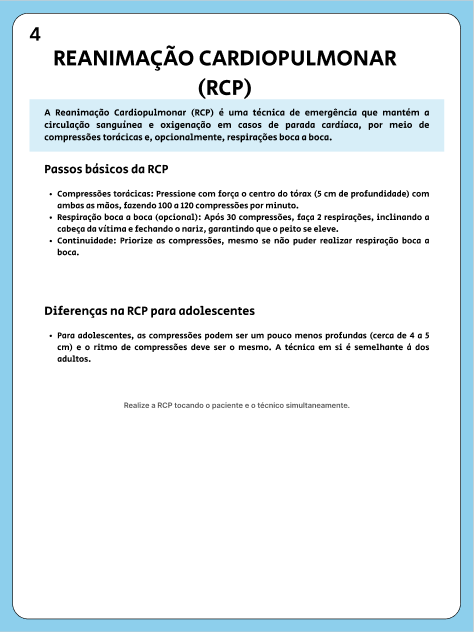 4
REANIMAÇÃO CARDIOPULMONAR
(RCP)
A Reanimação Cardiopulmonar (RCP) é uma técnica de emergência que mantém a
circulação sanguínea e oxigenação em casos de parada cardíaca, por meio de
compressões torácicas e, opcionalmente, respirações boca a boca.
Passos básicos da RCP
• Compressões torácicas: Pressione com força o centro do tórax (5 cm de profundidade) com
ambas as mãos, fazendo 100 a 120 compressões por minuto.
• Respiração boca a boca (opcional): Após 30 compressões, faça 2 respirações, inclinando a
cabeça da vítima e fechando o nariz, garantindo que o peito se eleve.
• Continuidade: Priorize as compressões, mesmo se não puder realizar respiração boca a
boca.
Diferenças na RCP para adolescentes
• Para adolescentes, as compressões podem ser um pouco menos profundas (cerca de 4 a 5
cm) e o ritmo de compressões deve ser o mesmo. A técnica em si é semelhante á dos
adultos.
Realize a RCP tocando o paciente e o técnico simultaneamente.